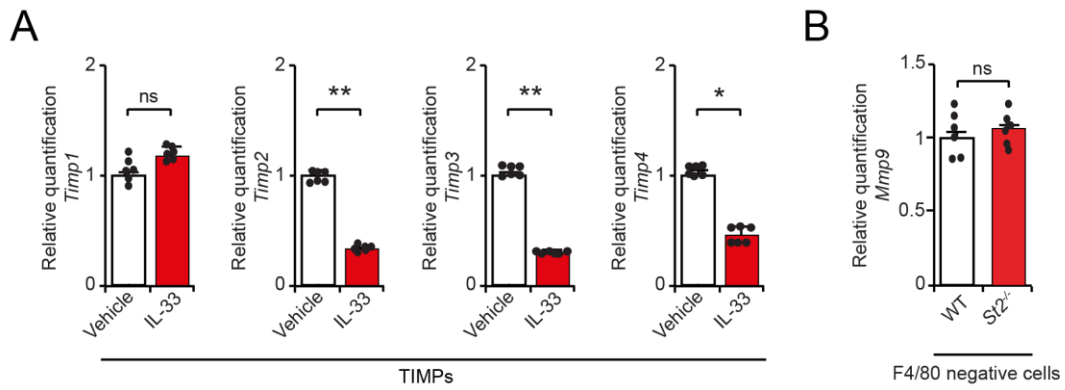 A
Relative quantification
Timp1
2
1
0
ns
Vehicle
IL-33
Relative quantification
Timp2
2
1
0
**
Vehicle
IL-33
Relative quantification
Timp3
2
1
0
**
Vehicle
IL-33
Relative quantification
Timp4
2
1
0
*
Vehicle
IL-33
TIMPs
B
Relative quantification
Mmp9
1.5
1
0.5
0
ns
WT
St2-/-
F4/80 negative cells